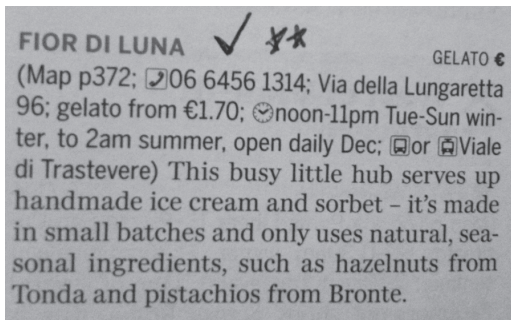 FIOR DI LUNA
GELATO €
(Map p372; 06 6456 1314; Via della Lungaretta
96; gelato from €1.70; noon-11pm Tue-Sun win-
ter, to 2am summer, open daily Dec; or Viale
di Trastevere) This busy little hub serves up
handmade ice cream and sorbet – it's made
in small batches and only uses natural, sea-
sonal ingredients, such as hazelnuts from
Tonda and pistachios from Bronte.